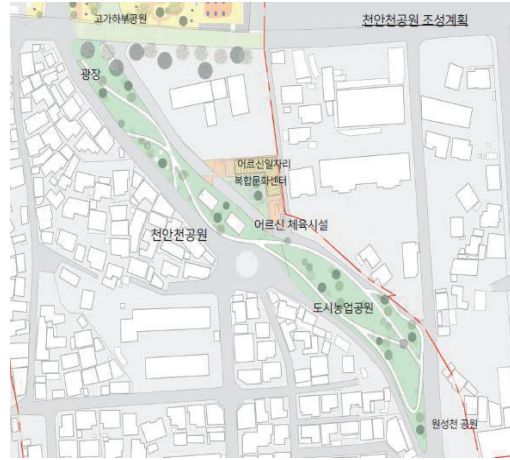 고가하부공원
천안천공원 조성계획
광장
어르신일자리
복합문화센터
천안천공원
어르신 체육시설
도시농업공원
원성천 공원